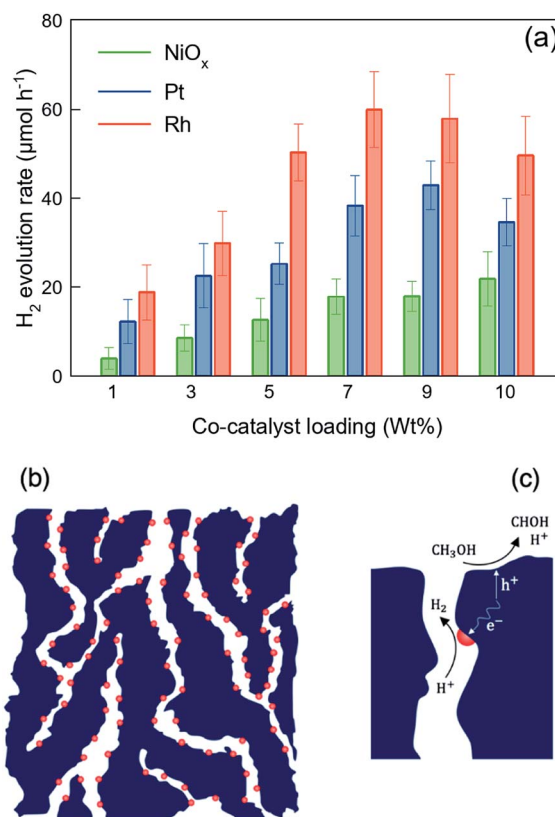 (a)
NiOₓ
Pt
Rh
H₂ evolution rate (μmol h⁻¹)
80
60
40
20
0
1 3 5 7 9 10
Co-catalyst loading (Wt%)
(b)
(c)
CHOH
H⁺
CH₃OH
h⁺
H₂
e⁻
H⁺